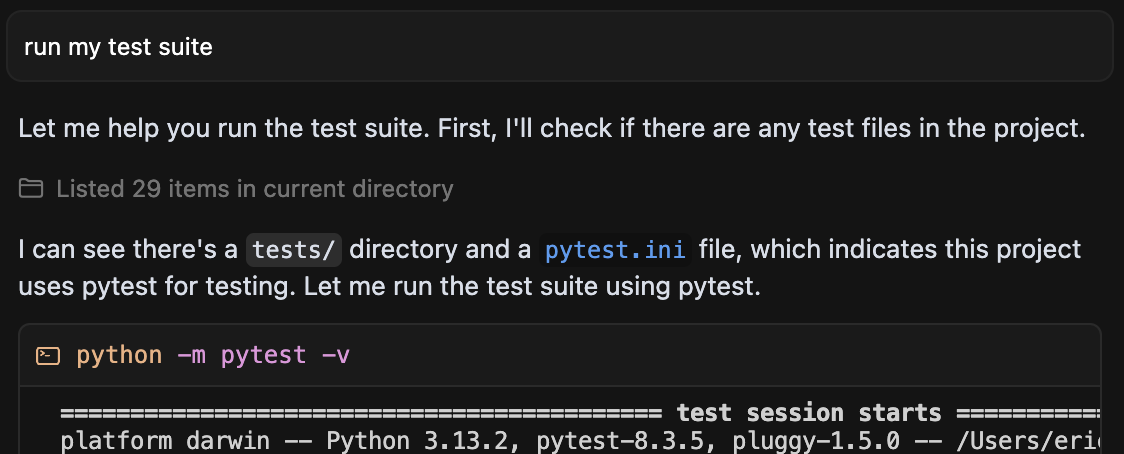 run my test suite
Let me help you run the test suite. First, I'll check if there are any test files in the project.
Listed 29 items in current directory
I can see there's a tests/ directory and a pytest.ini file, which indicates this project
uses pytest for testing. Let me run the test suite using pytest.
python -m pytest -v
=========================================== test session starts ===========
platform darwin -- Python 3.13.2, pytest-8.3.5, pluggy-1.5.0 -- /Users/eric